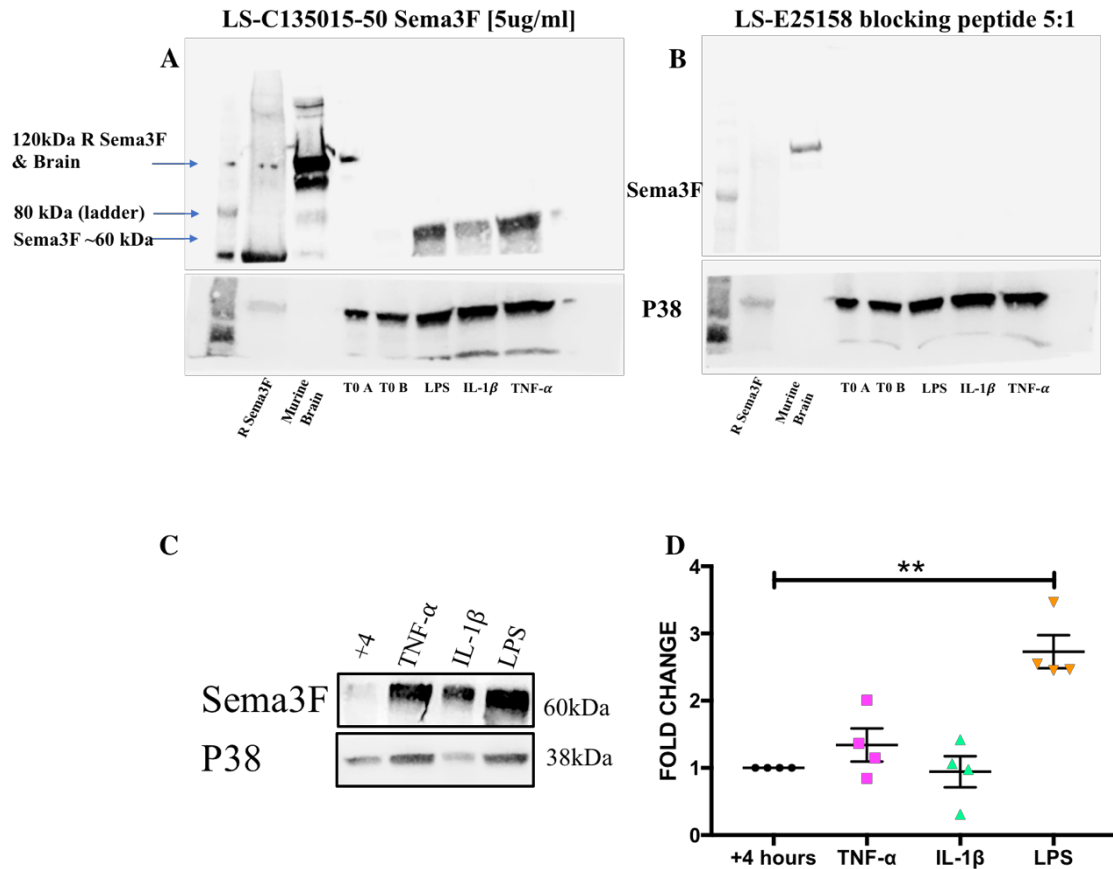 LS-C135015-50 Sema3F [5ug/ml]
LS-E25158 blocking peptide 5:1
A
B
120kDa R Sema3F
& Brain
80 kDa (ladder)
Sema3F ~60 kDa
Sema3F
P38
R Sema3F
Murine
Brain
T0 A
T0 B
LPS
IL-1β
TNF-α
R Sema3F
Murine
Brain
T0 A
T0 B
LPS
IL-1β
TNF-α
C
+4
TNF-α
IL-1β
LPS
Sema3F
60kDa
P38
38kDa
D
**
FOLD CHANGE
4
3
2
1
0
+4 hours
TNF-α
IL-1β
LPS